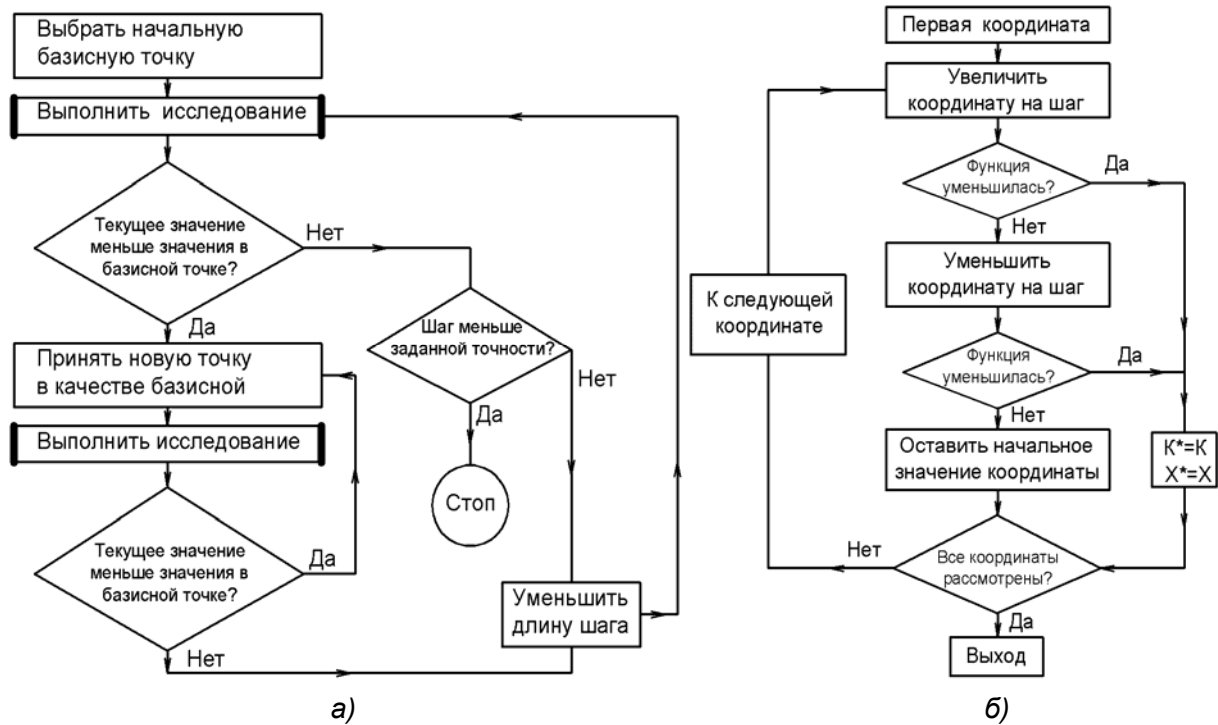 Выбрать начальную
базисную точку
Выполнить исследование
Текущее значение
меньше значения в
базисной точке?
Нет
Да
Шаг меньше
заданной точности?
Нет
Да
Стоп
Принять новую точку
в качестве базисной
Выполнить исследование
Текущее значение
меньше значения в
базисной точке?
Да
Нет
Уменьшить
длину шага
а)
Первая координата
Увеличить
координату на шаг
Функция
уменьшилась?
Да
Нет
Уменьшить
координату на шаг
К следующей
координате
Функция
уменьшилась?
Да
Нет
Оставить начальное
значение координаты
К*=К
Х*=Х
Все координаты
рассмотрены?
Нет
Да
Выход
б)